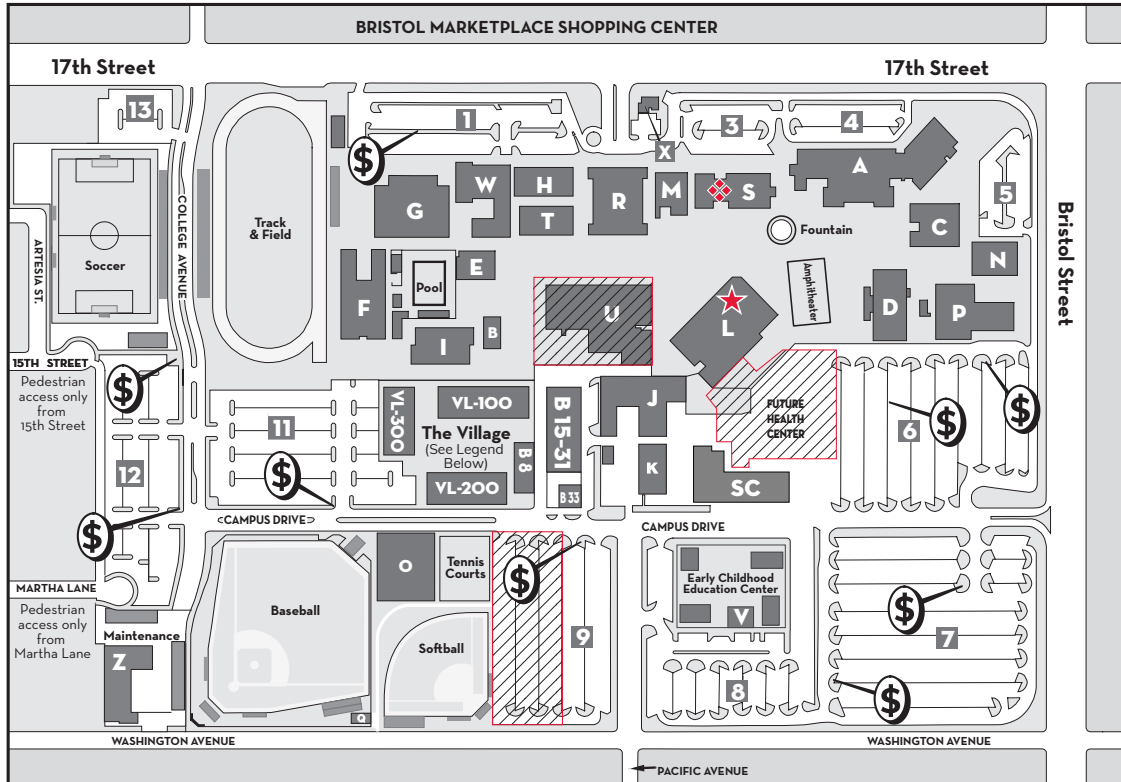 BRISTOL MARKETPLACE SHOPPING CENTER
17th Street
17th Street
13
1
3
4
X
5
$
W
H
T
G
R
M
S
A
C
N
Fountain
Bristol Street
COLLEGE AVENUE
ARTESIA ST.
Soccer
Track
& Field
E
Pool
F
I
B
U
L
Amphitheater
D
P
15TH STREET
Pedestrian
access only
from
15th Street
$
11
12
$
$
VL-300
VL-100
The Village
(See Legend
Below)
VL-200
B 8
B 15-31
B 33
J
K
SC
FUTURE
HEALTH
CENTER
6
$
$
CAMPUS DRIVE
CAMPUS DRIVE
MARTHA LANE
Pedestrian
access only
from
Martha Lane
Maintenance
Z
Baseball
O
Tennis
Courts
Softball
Q
$
9
Early Childhood
Education Center
V
8
$
7
$
WASHINGTON AVENUE
WASHINGTON AVENUE
PACIFIC AVENUE